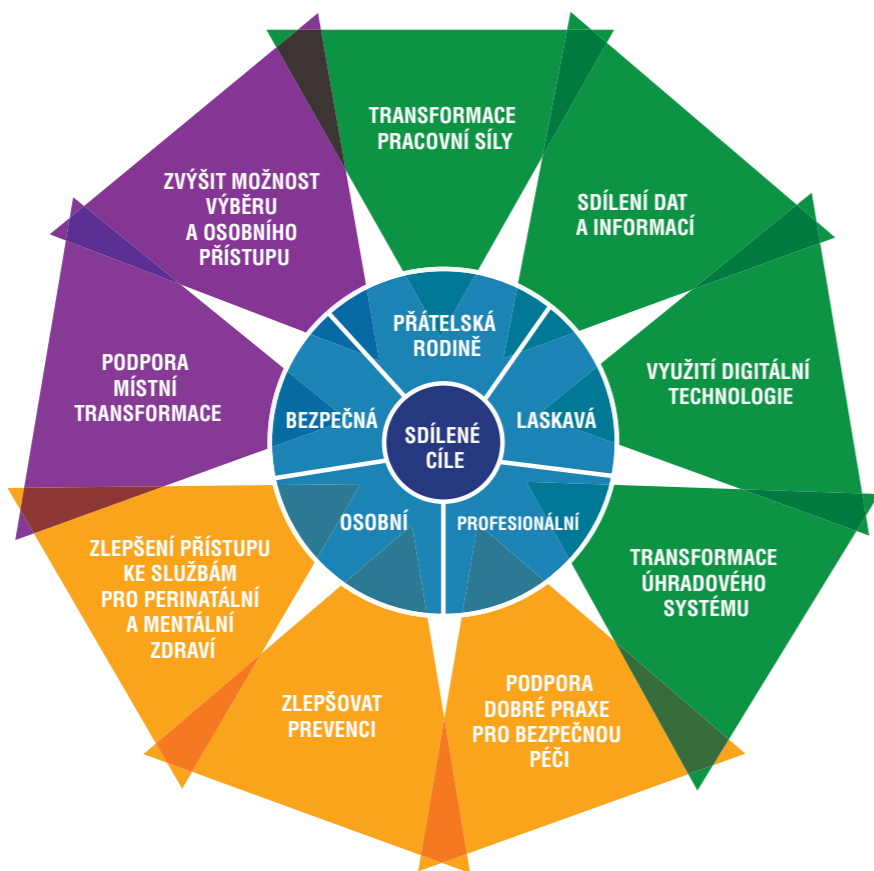 TRANSFORMACE
PRACOVNÍ SÍLY
SDÍLENÍ DAT
A INFORMACÍ
VYUŽITÍ DIGITÁLNÍ
TECHNOLOGIE
TRANSFORMACE
ÚHRADOVÉHO
SYSTÉMU
PODPORA
DOBRÉ PRAXE
PRO BEZPEČNOU
PÉČI
ZLEPŠOVAT
PREVENCI
ZLEPŠENÍ PŘÍSTUPU
KE SLUŽBÁM
PRO PERINATÁLNÍ
A MENTÁLNÍ
ZDRAVÍ
PODPORA
MÍSTNÍ
TRANSFORMACE
ZVÝŠIT MOŽNOST
VÝBĚRU
A OSOBNÍHO
PŘÍSTUPU
PŘÁTELSKÁ
RODINĚ
LASKAVÁ
PROFESIONÁLNÍ
OSOBNÍ
BEZPEČNÁ
SDÍLENÉ
CÍLE